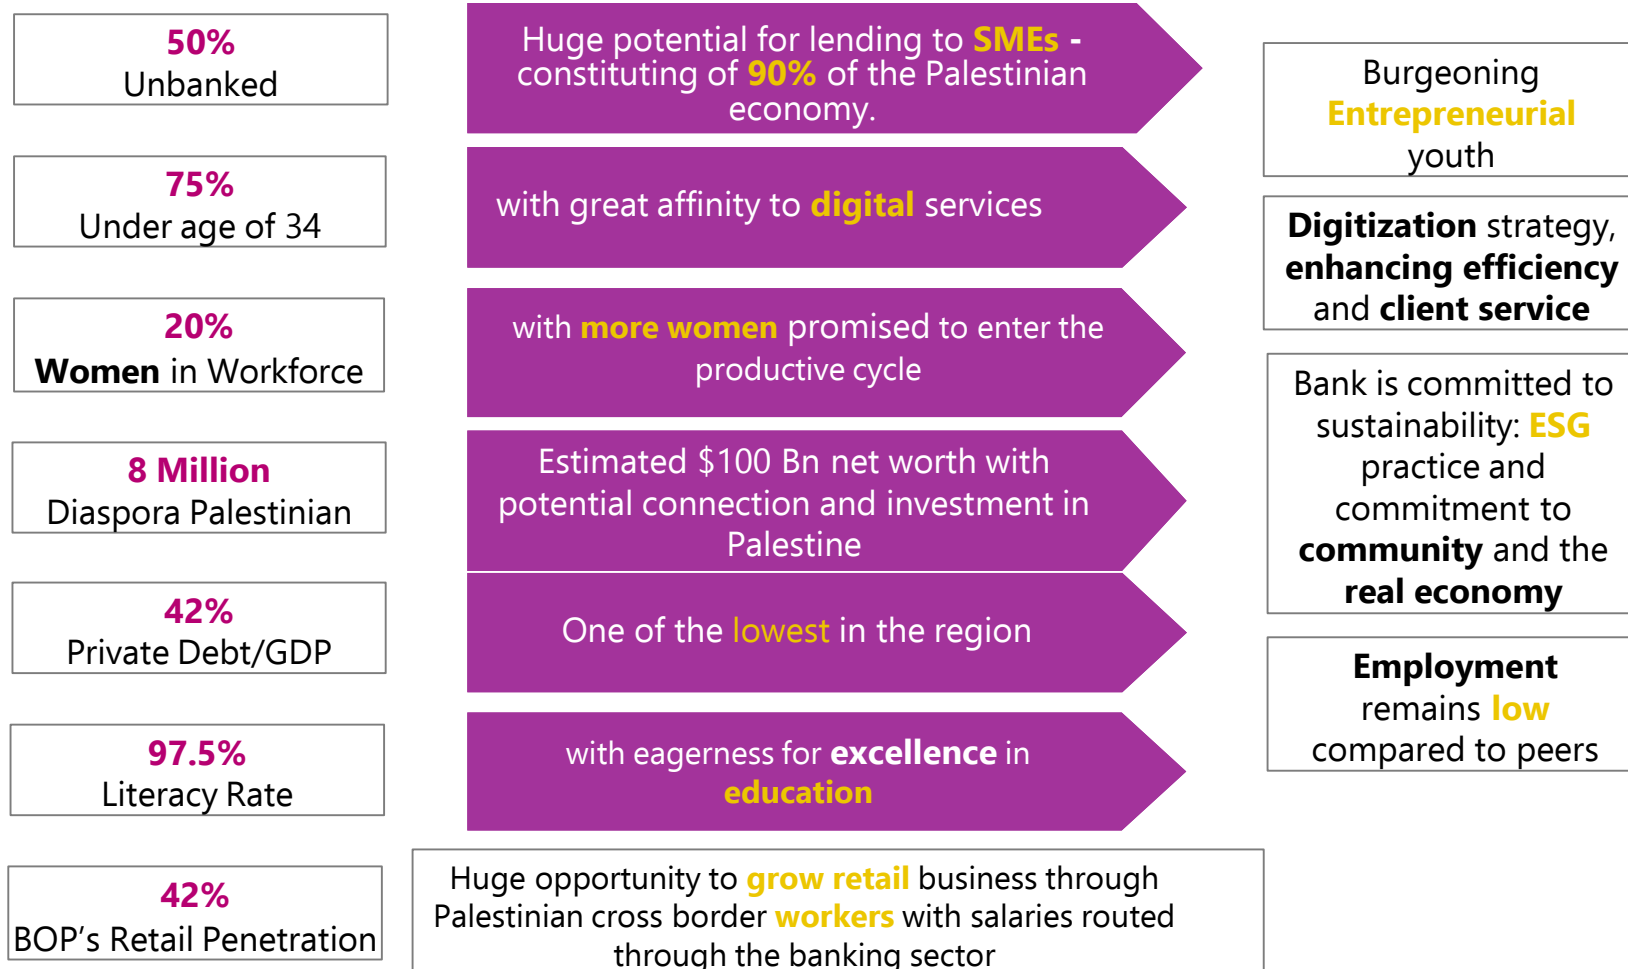 50%
Unbanked
Huge potential for lending to SMEs -
constituting of 90% of the Palestinian
economy.
75%
Under age of 34
with great affinity to digital services
20%
Women in Workforce
with more women promised to enter the
productive cycle
8 Million
Diaspora Palestinian
Estimated $100 Bn net worth with
potential connection and investment in
Palestine
42%
Private Debt/GDP
One of the lowest in the region
97.5%
Literacy Rate
with eagerness for excellence in
education
42%
BOP’s Retail Penetration
Huge opportunity to grow retail business through
Palestinian cross border workers with salaries routed
through the banking sector
Burgeoning
Entrepreneurial
youth
Digitization strategy,
enhancing efficiency
and client service
Bank is committed to
sustainability: ESG
practice and
commitment to
community and the
real economy
Employment
remains low
compared to peers